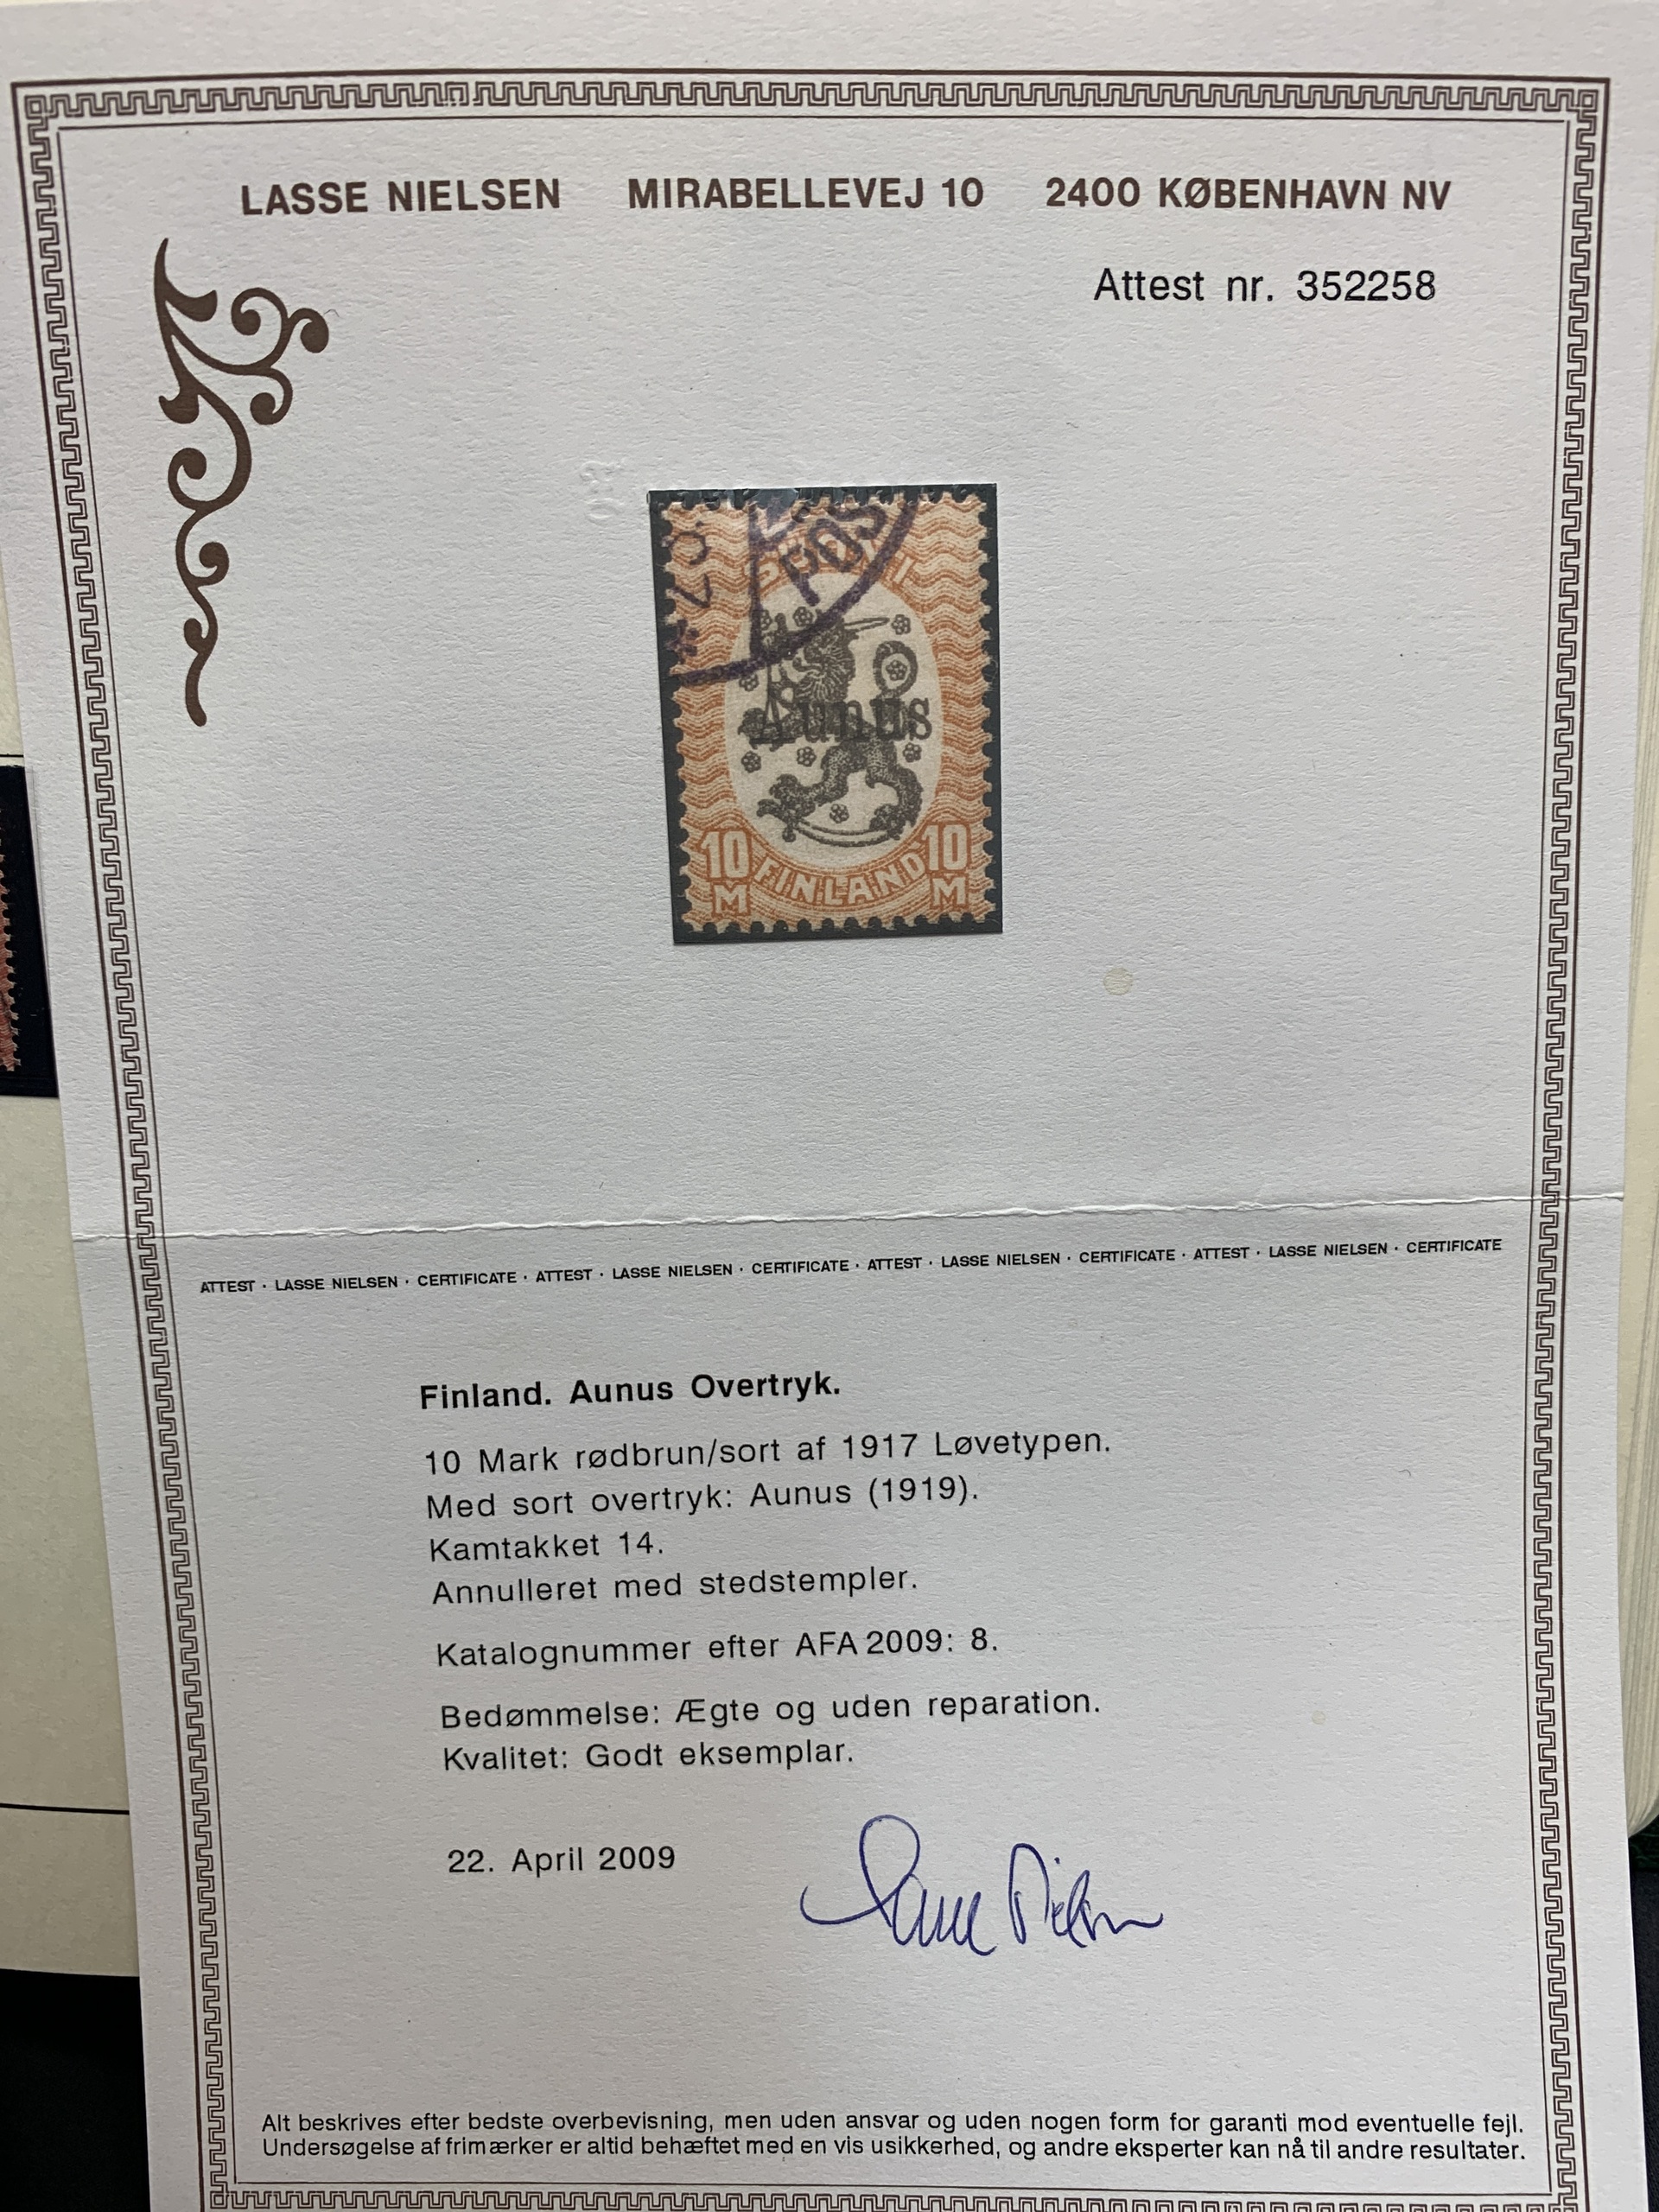 LASSE NIELSEN MIRABELLEVEJ 10 2400 KØBENHAVN NV
Attest nr. 352258
POS
Aunus
10 10
M FINLAND M
ATTEST · LASSE NIELSEN · CERTIFICATE · ATTEST · LASSE NIELSEN · CERTIFICATE · ATTEST · LASSE NIELSEN · CERTIFICATE · ATTEST · LASSE NIELSEN · CERTIFICATE
Finland. Aunus Overtryk.
10 Mark rødbrun/sort af 1917 Løvetypen.
Med sort overtryk: Aunus (1919).
Kamtakket 14.
Annulleret med stedstempler.
Katalognummer efter AFA 2009: 8.
Bedømmelse: Ægte og uden reparation.
Kvalitet: Godt eksemplar.
22. April 2009
Alt beskrives efter bedste overbevisning, men uden ansvar og uden nogen form for garanti mod eventuelle fejl.
Undersøgelse af frimærker er altid behæftet med en vis usikkerhed, og andre eksperter kan nå til andre resultater.